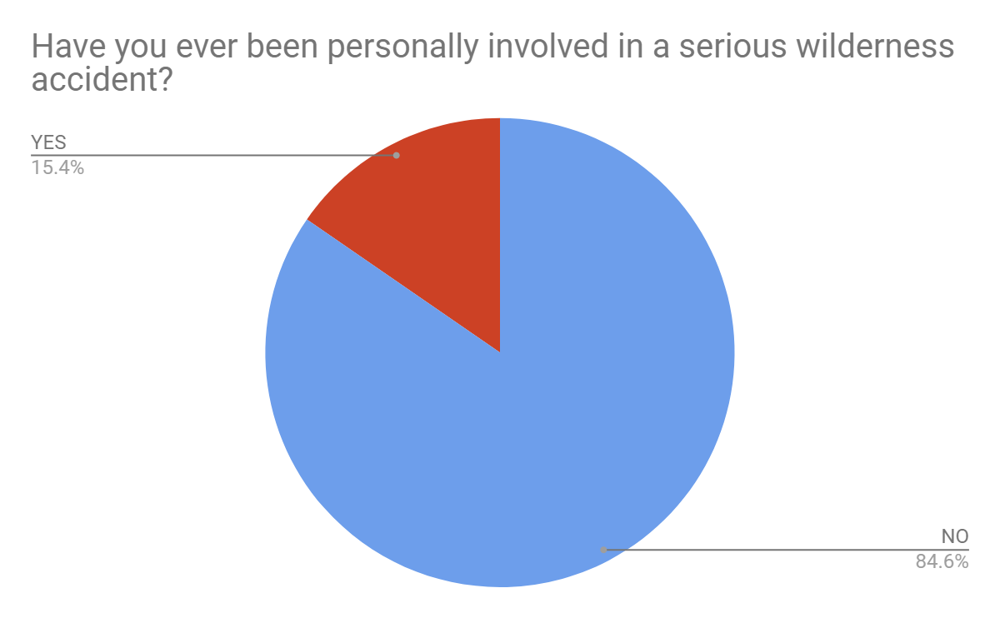 Have you ever been personally involved in a serious wilderness
accident?
YES
15.4%
NO
84.6%